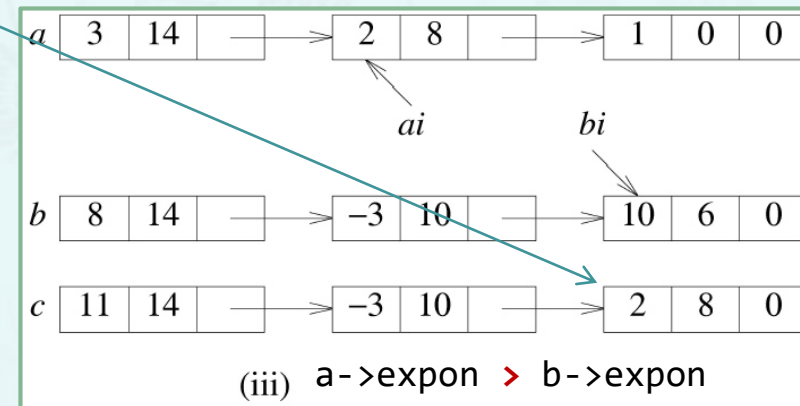 a 3 14 2 8 1 0 0
ai bi
b 8 14 −3 10 10 6 0
c 11 14 −3 10 2 8 0
(iii) a->expon > b->expon